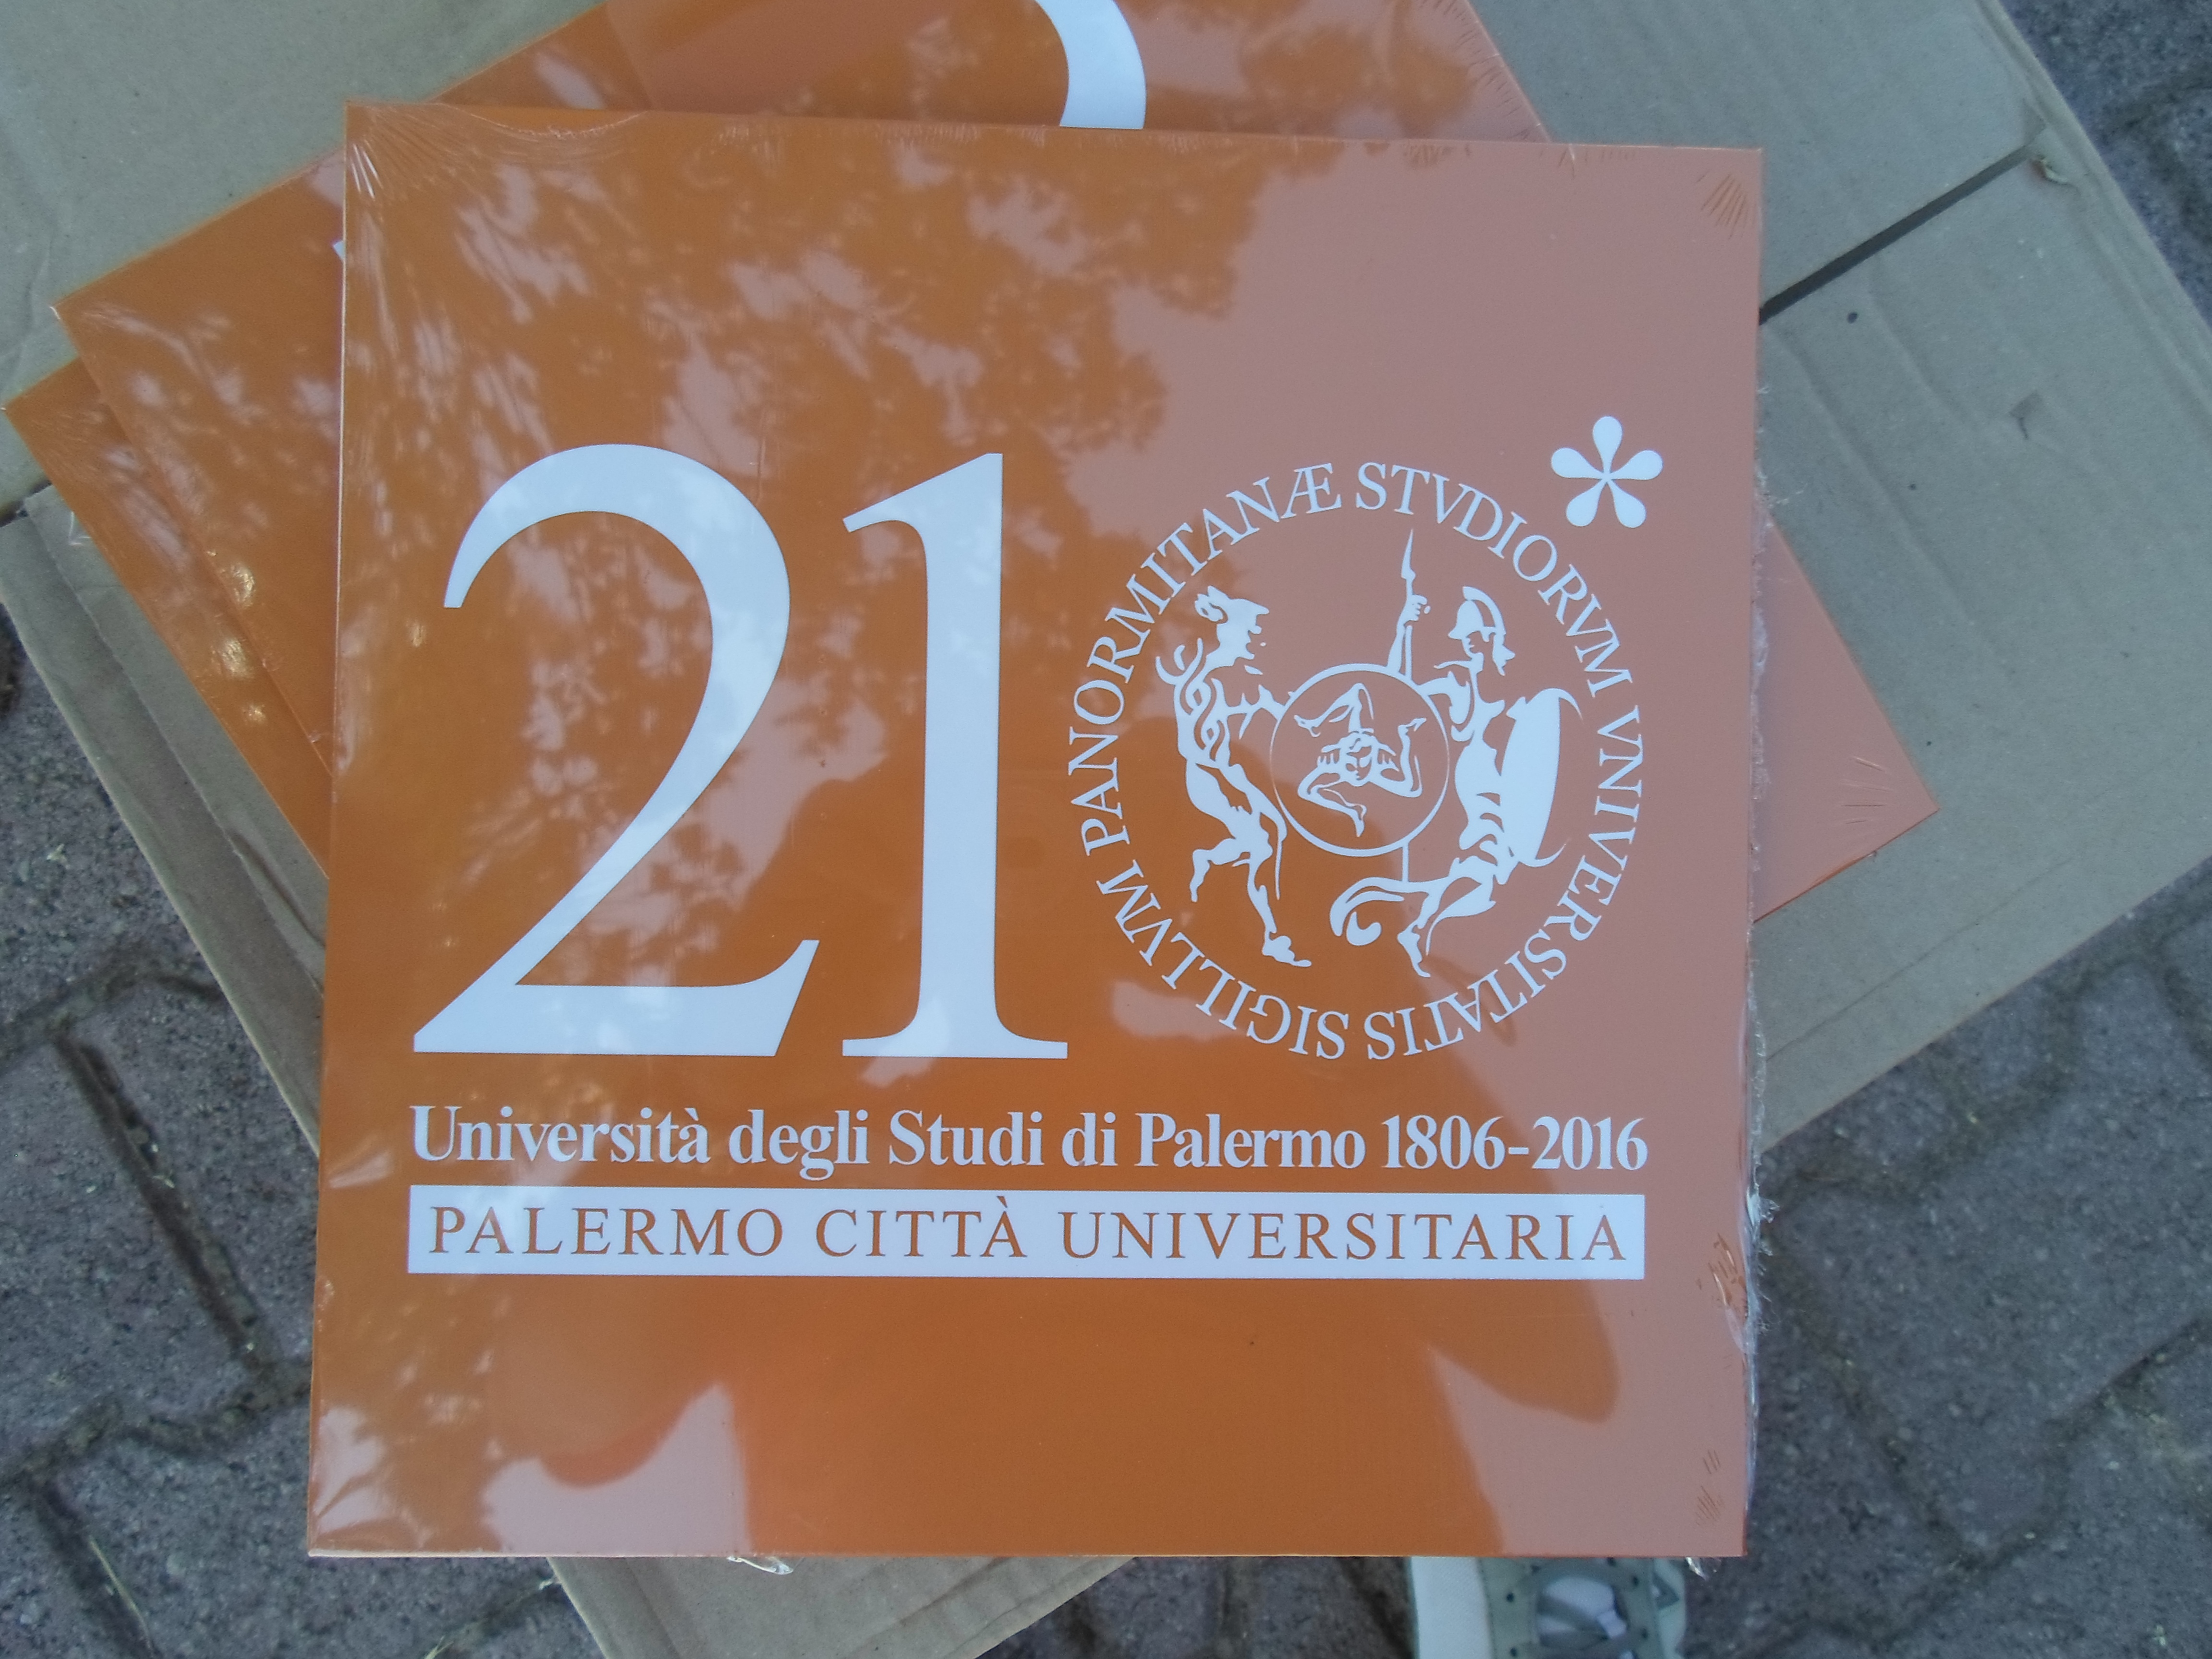 21
PANORMITANÆ STVDIORVM VNIVERSITATIS SIGILLVM
*
Università degli Studi di Palermo 1806-2016
PALERMO CITTÀ UNIVERSITARIA